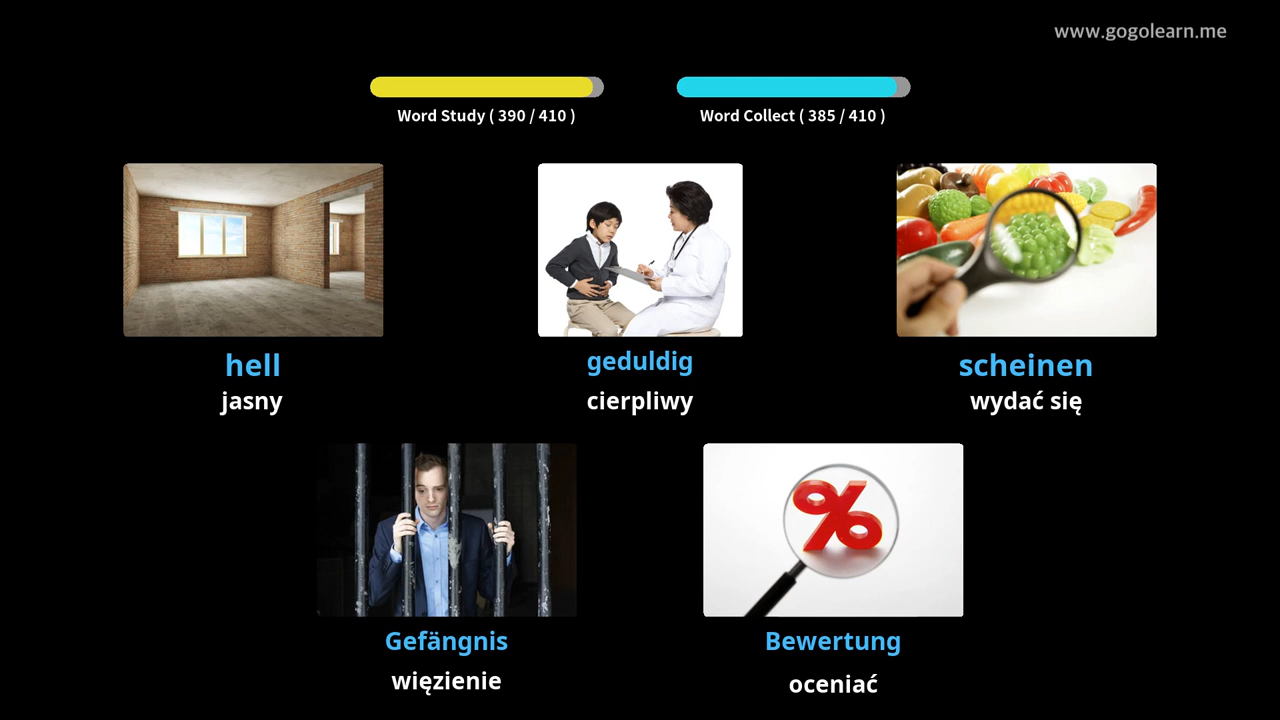 www.gogolearn.me
Word Study ( 390 / 410 )
Word Collect ( 385 / 410 )
hell
jasny
geduldig
cierpliwy
scheinen
wydać się
Gefängnis
więzienie
Bewertung
oceniać